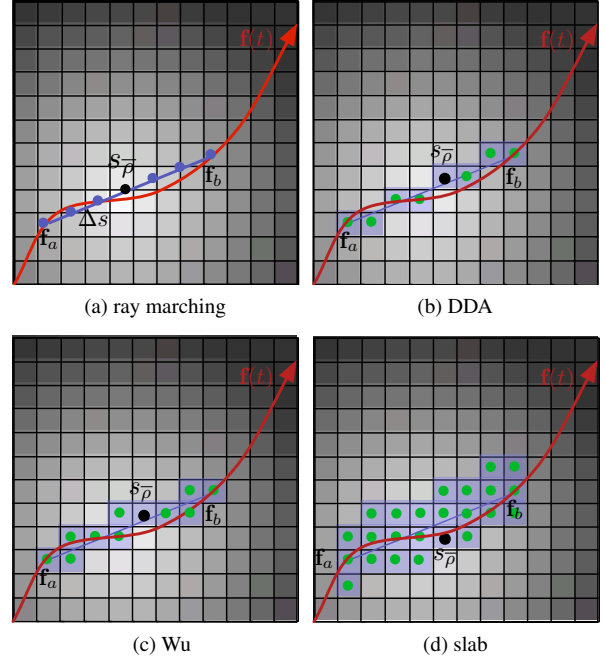 f(t)
s_ρ̅
f_b
Δs
f_a
(a) ray marching
f(t)
s_ρ̅
f_b
f_a
(b) DDA
f(t)
s_ρ̅
f_b
f_a
(c) Wu
f(t)
f_b
f_a
s_ρ̅
(d) slab